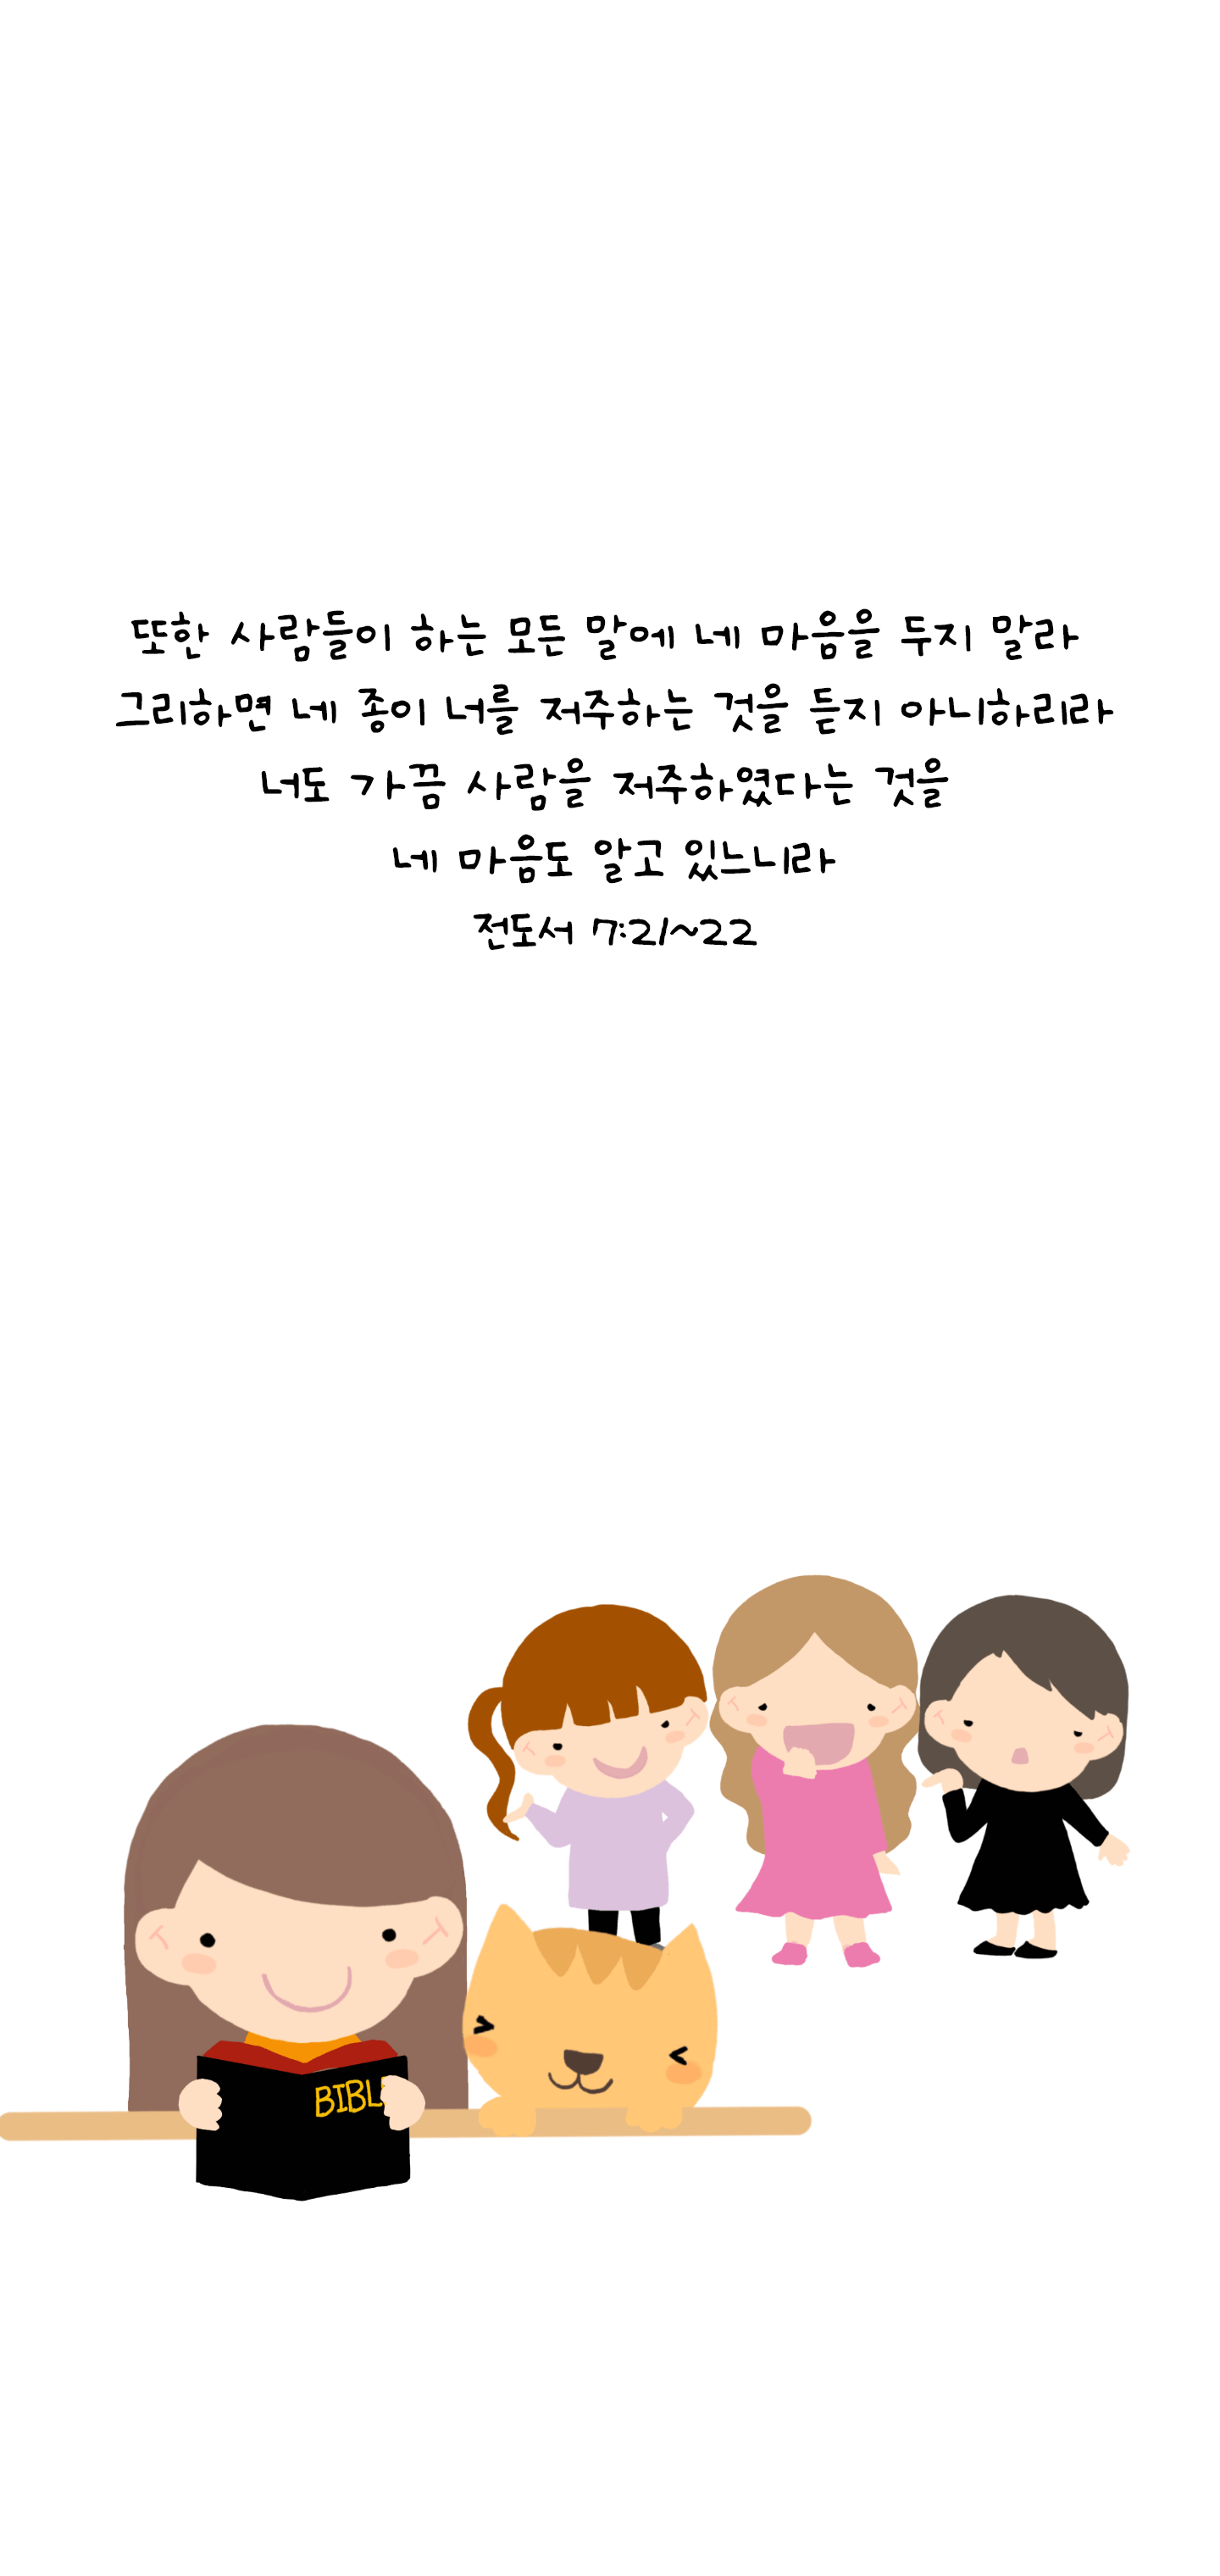 또한 사람들이 하는 모든 말에 네 마음을 두지 말라
그리하면 네 종이 너를 저주하는 것을 듣지 아니하리라
너도 가끔 사람을 저주하였다는 것을
네 마음도 알고 있느니라
전도서 7:21~22
BIBL